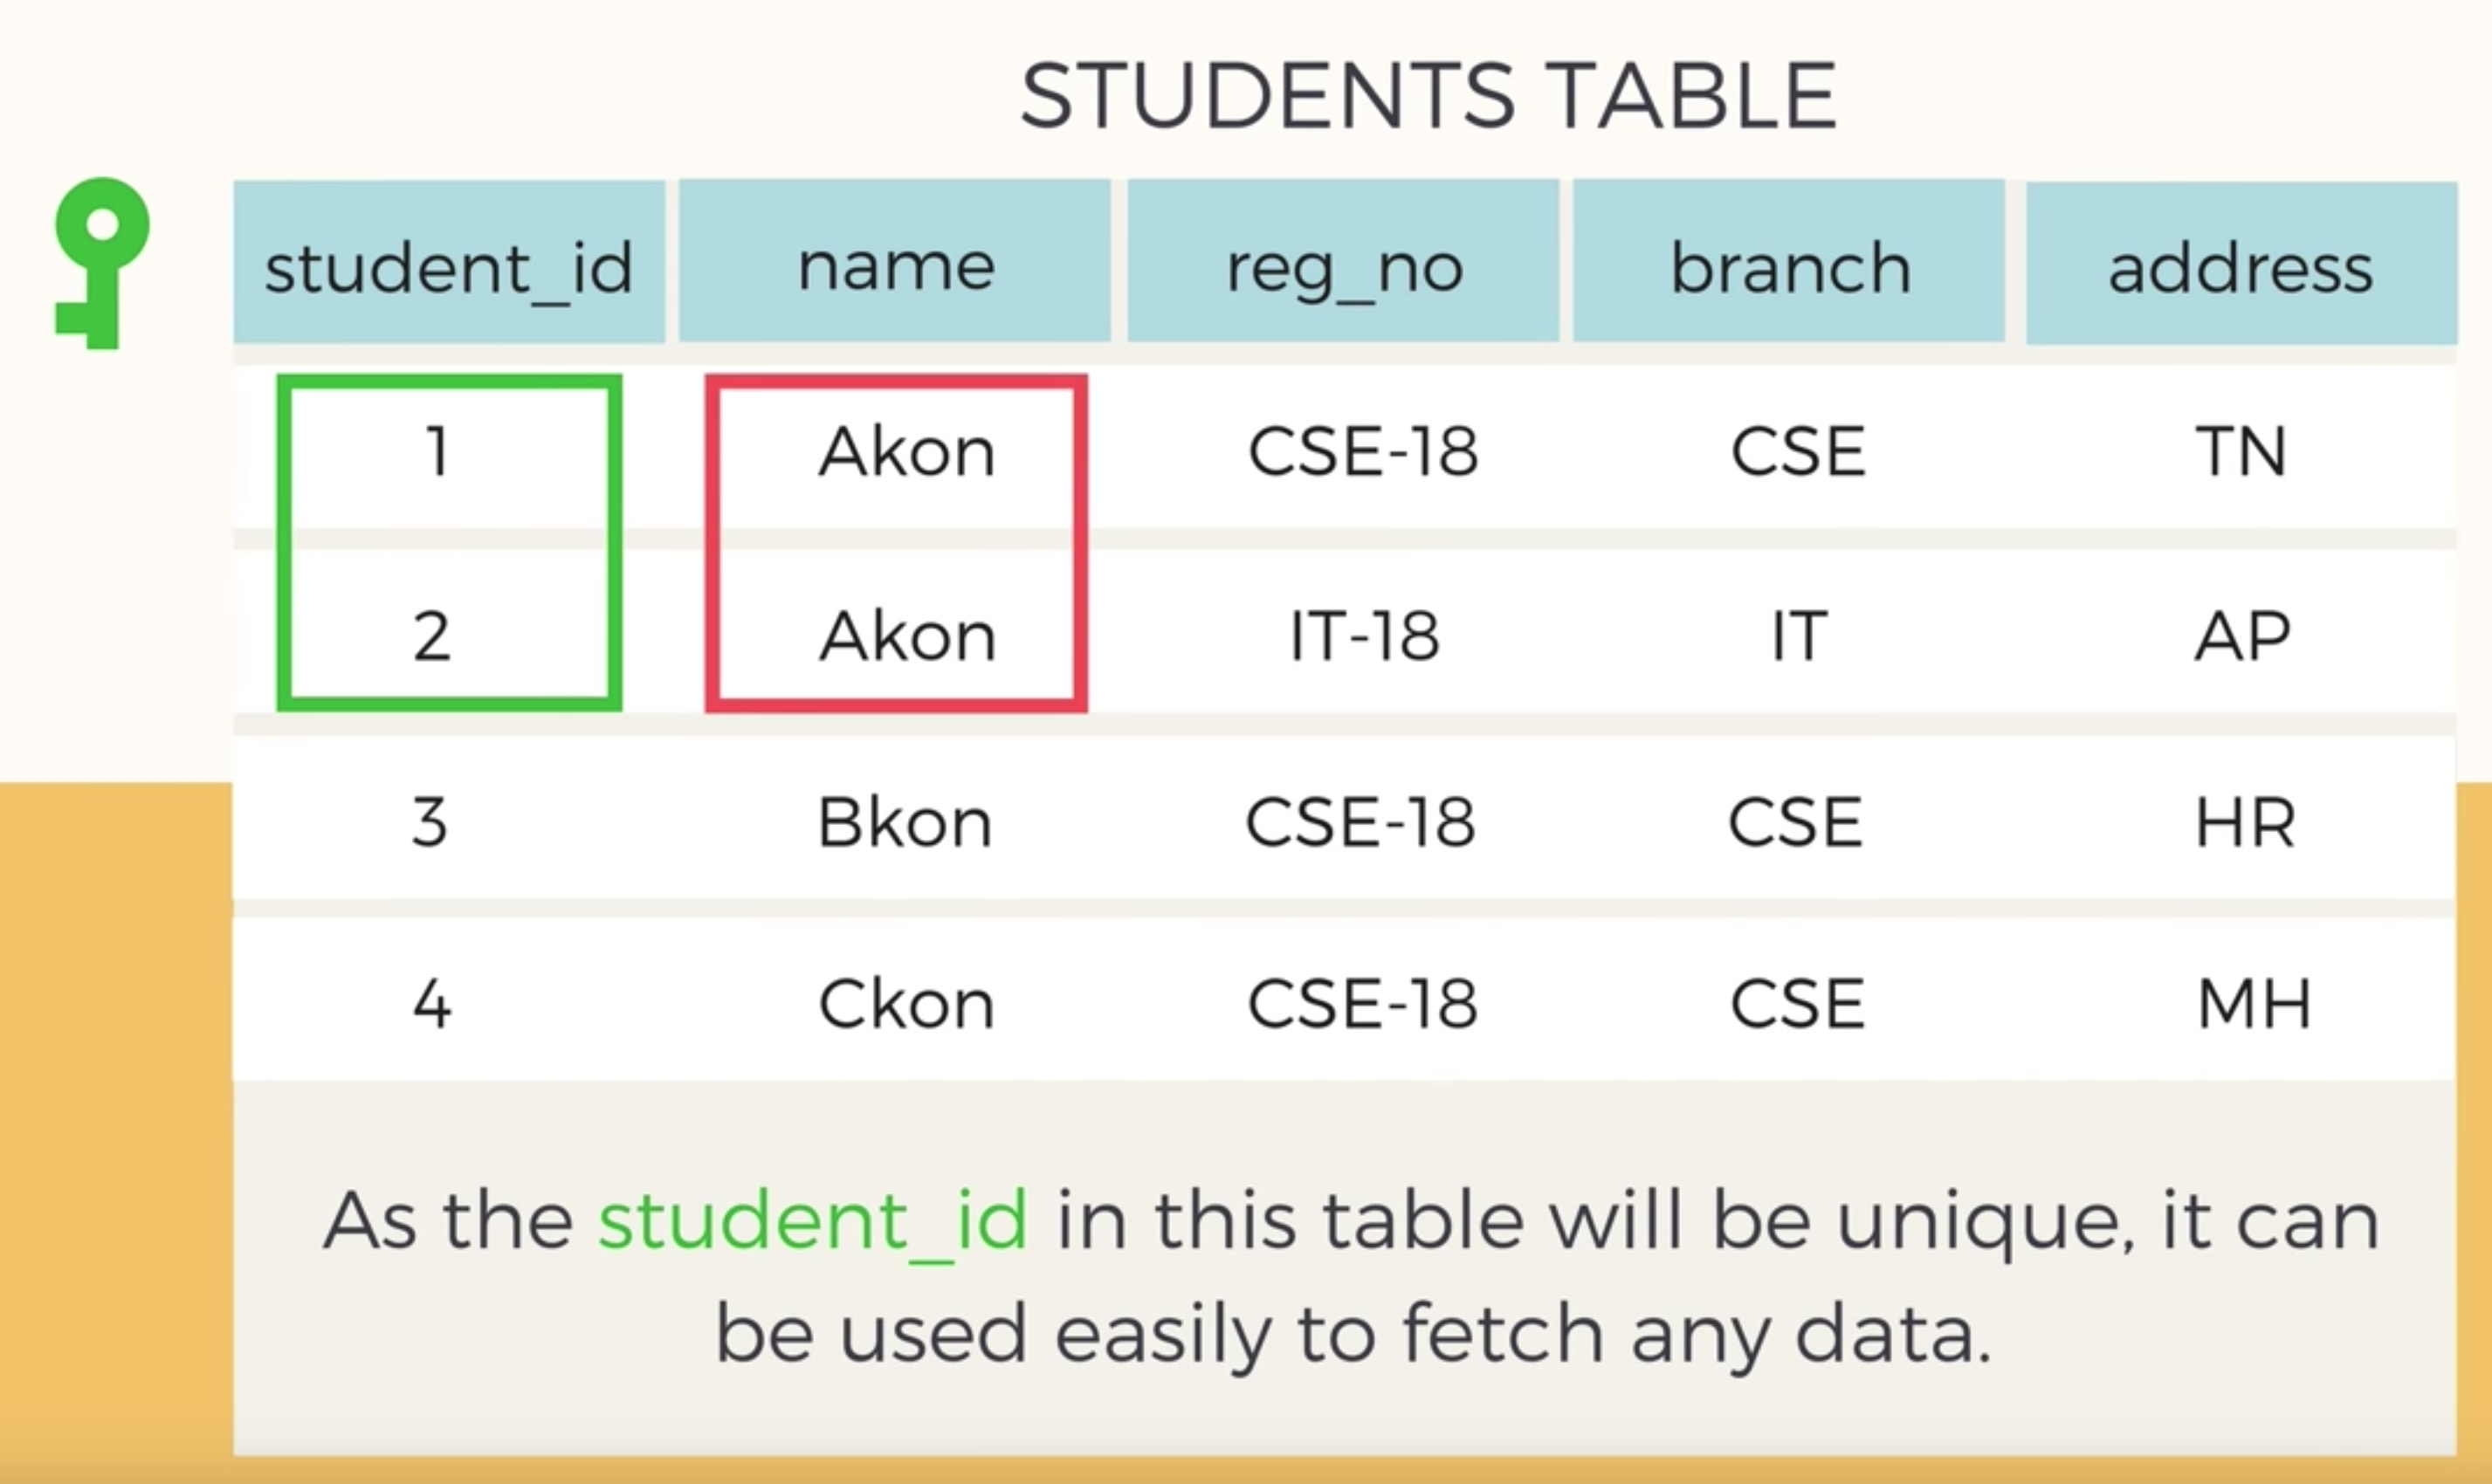 STUDENTS TABLE
student_id name reg_no branch address
1 Akon CSE-18 CSE TN
2 Akon IT-18 IT AP
3 Bkon CSE-18 CSE HR
4 Ckon CSE-18 CSE MH
As the student_id in this table will be unique, it can
be used easily to fetch any data.